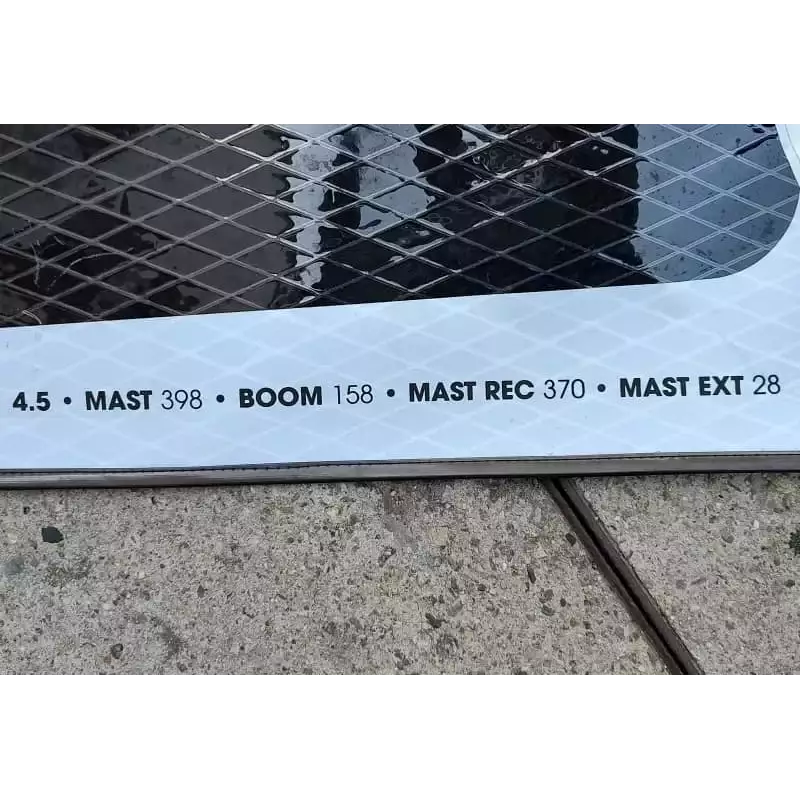 4.5 • MAST 398 • BOOM 158 • MAST REC 370 • MAST EXT 28